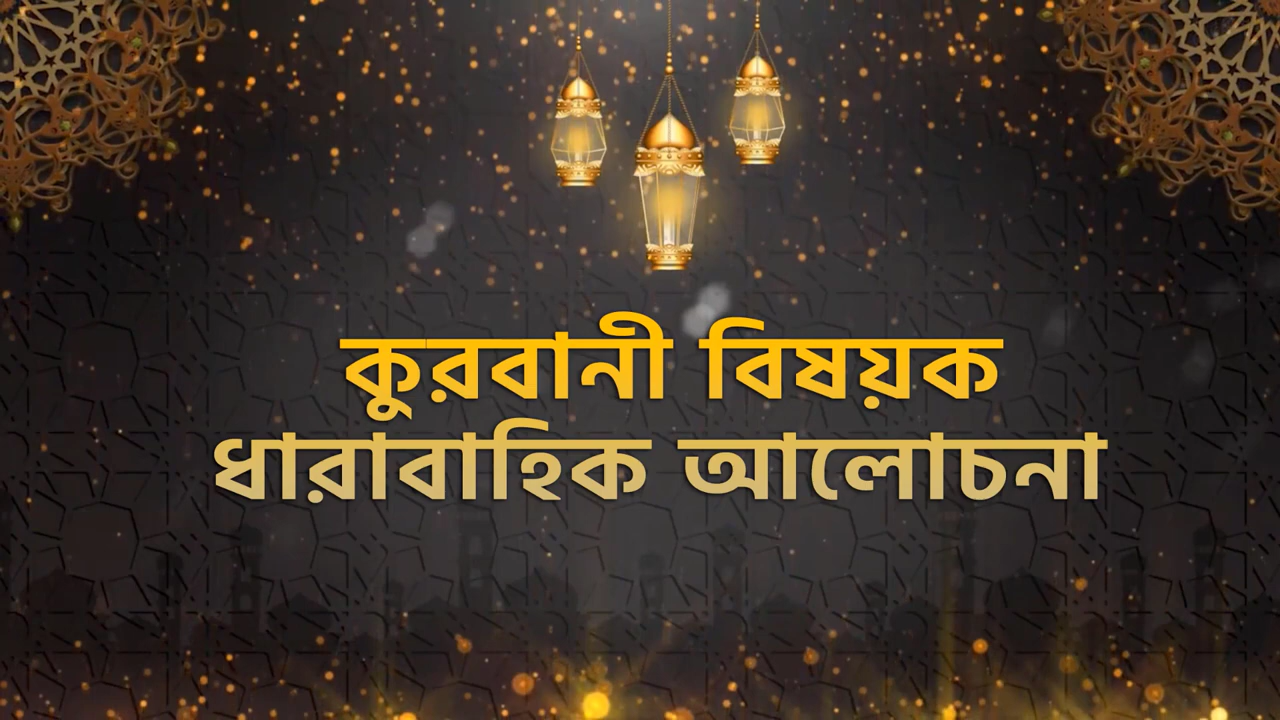 কুরবানী বিষয়ক
ধারাবাহিক আলোচনা